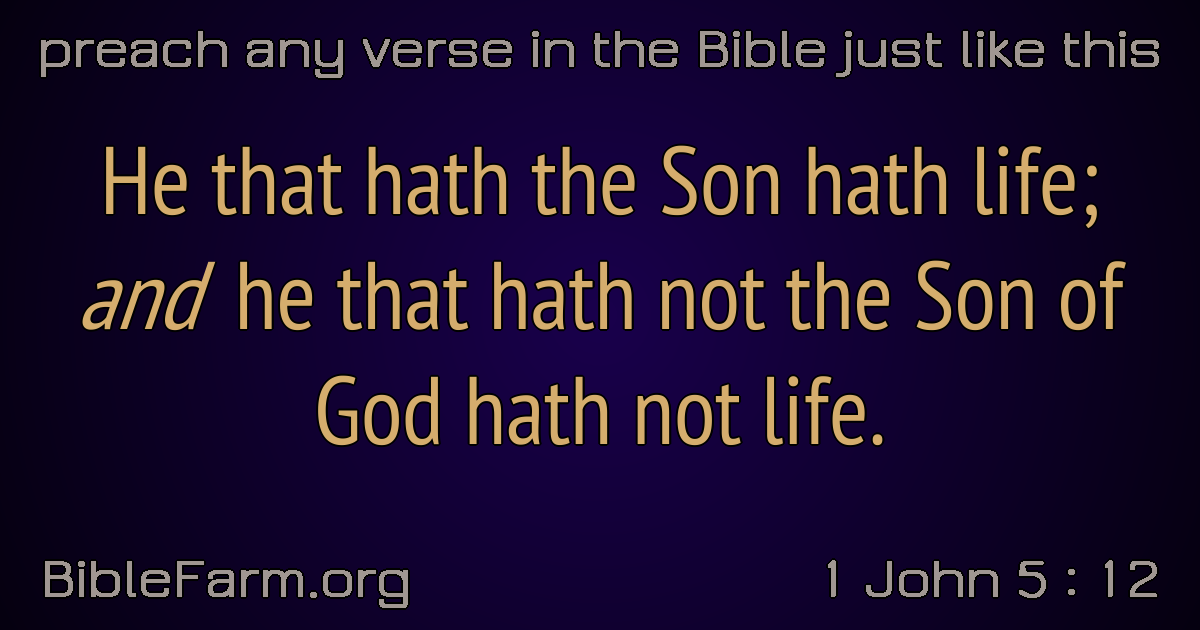 preach any verse in the Bible just like this
He that hath the Son hath life;
and he that hath not the Son of
God hath not life.
BibleFarm.org
1 John 5 : 12